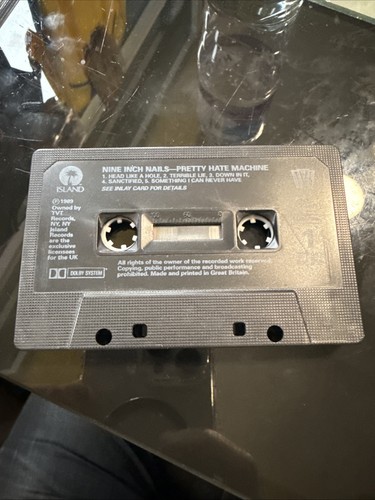 NINE INCH NAILS—PRETTY HATE MACHINE
1. HEAD LIKE A HOLE, 2. TERRIBLE LIE, 3. DOWN IN IT,
4. SANCTIFIED, 5. SOMETHING I CAN NEVER HAVE
SEE INLAY CARD FOR DETAILS
ISLAND
℗ 1989
Owned by
TVT
Records,
NY, NY
Island
Records
are the
exclusive
licensees
for the UK
DOLBY SYSTEM
All rights of the owner of the recorded work reserved.
Copying, public performance and broadcasting
prohibited. Made and printed in Great Britain.